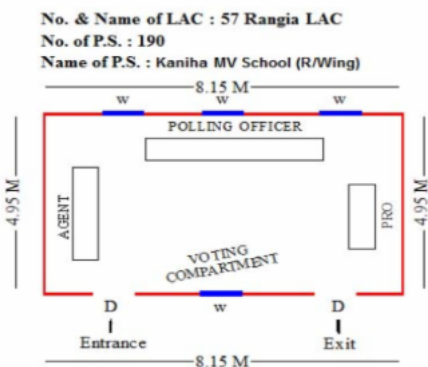 No. & Name of LAC : 57 Rangia LAC
No. of P.S. : 190
Name of P.S. : Kaniha MV School (R/Wing)
8.15 M
w w w
POLLING OFFICER
4.95 M
AGENT
PRO
4.95 M
VOTING
COMPARTMENT
D w D
Entrance Exit
8.15 M